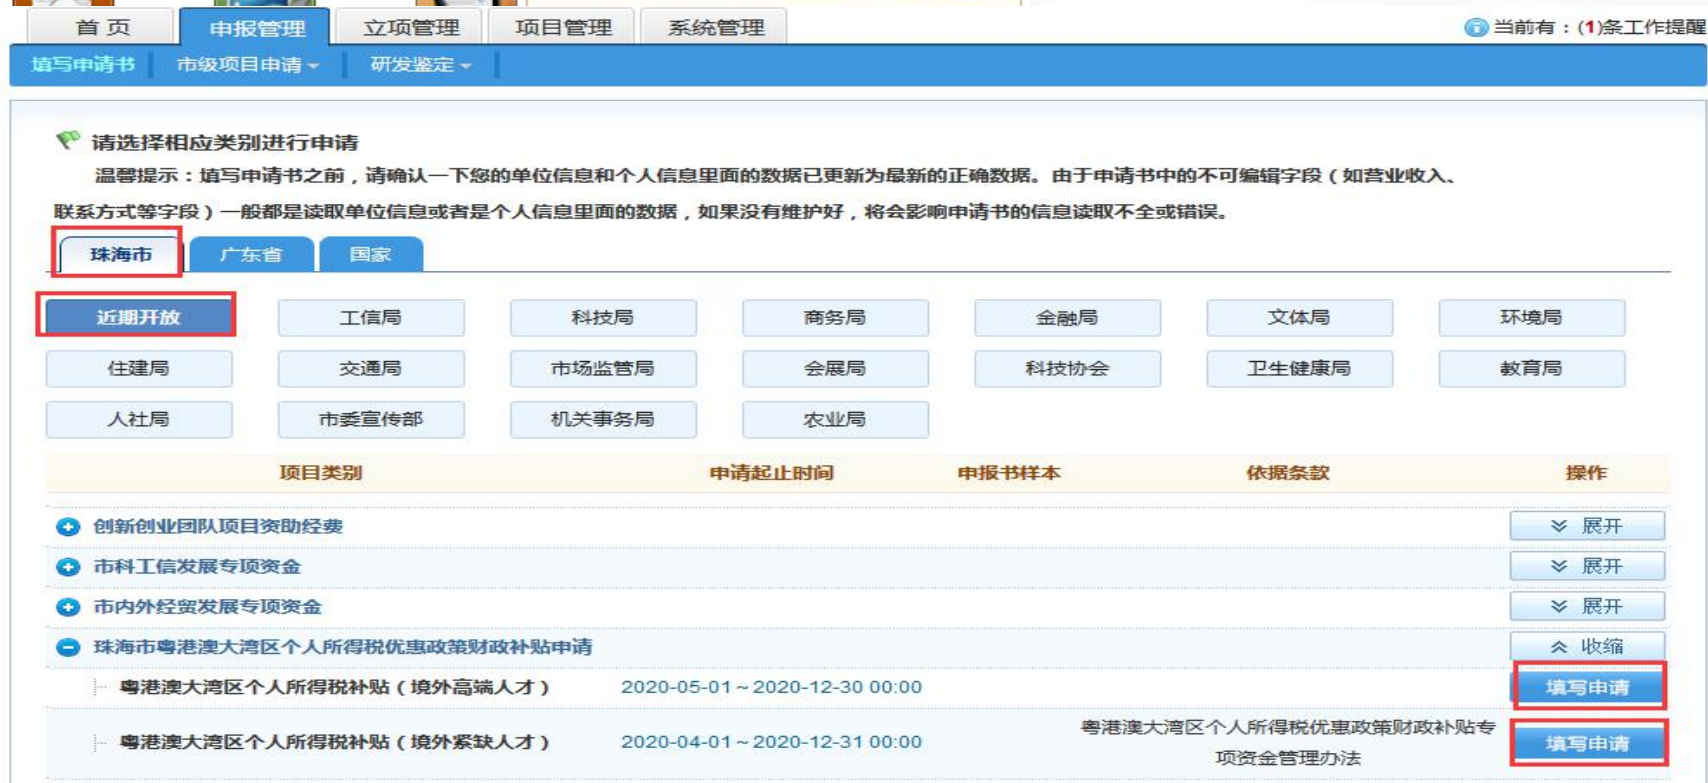 首页 申报管理 立项管理 项目管理 系统管理 当前有：(1)条工作提醒
填写申请书 市级项目申请 研发鉴定
请选择相应类别进行申请
温馨提示：填写申请书之前，请确认一下您的单位信息和个人信息里面的数据已更新为最新的正确数据。由于申请书中的不可编辑字段（如营业收入、
联系方式等字段）一般都是读取单位信息或者是个人信息里面的数据，如果没有维护好，将会影响申请书的信息读取不全或错误。
珠海市 广东省 国家
近期开放 工信局 科技局 商务局 金融局 文体局 环境局
住建局 交通局 市场监管局 会展局 科技协会 卫生健康局 教育局
人社局 市委宣传部 机关事务局 农业局
项目类别 申请起止时间 申报书样本 依据条款 操作
创新创业团队项目资助经费 展开
市科工信发展专项资金 展开
市内外经贸发展专项资金 展开
珠海市粤港澳大湾区个人所得税优惠政策财政补贴申请 收缩
粤港澳大湾区个人所得税补贴（境外高端人才） 2020-05-01～2020-12-30 00:00 填写申请
粤港澳大湾区个人所得税补贴（境外紧缺人才） 2020-04-01～2020-12-31 00:00 粤港澳大湾区个人所得税优惠政策财政补贴专 填写申请
项资金管理办法